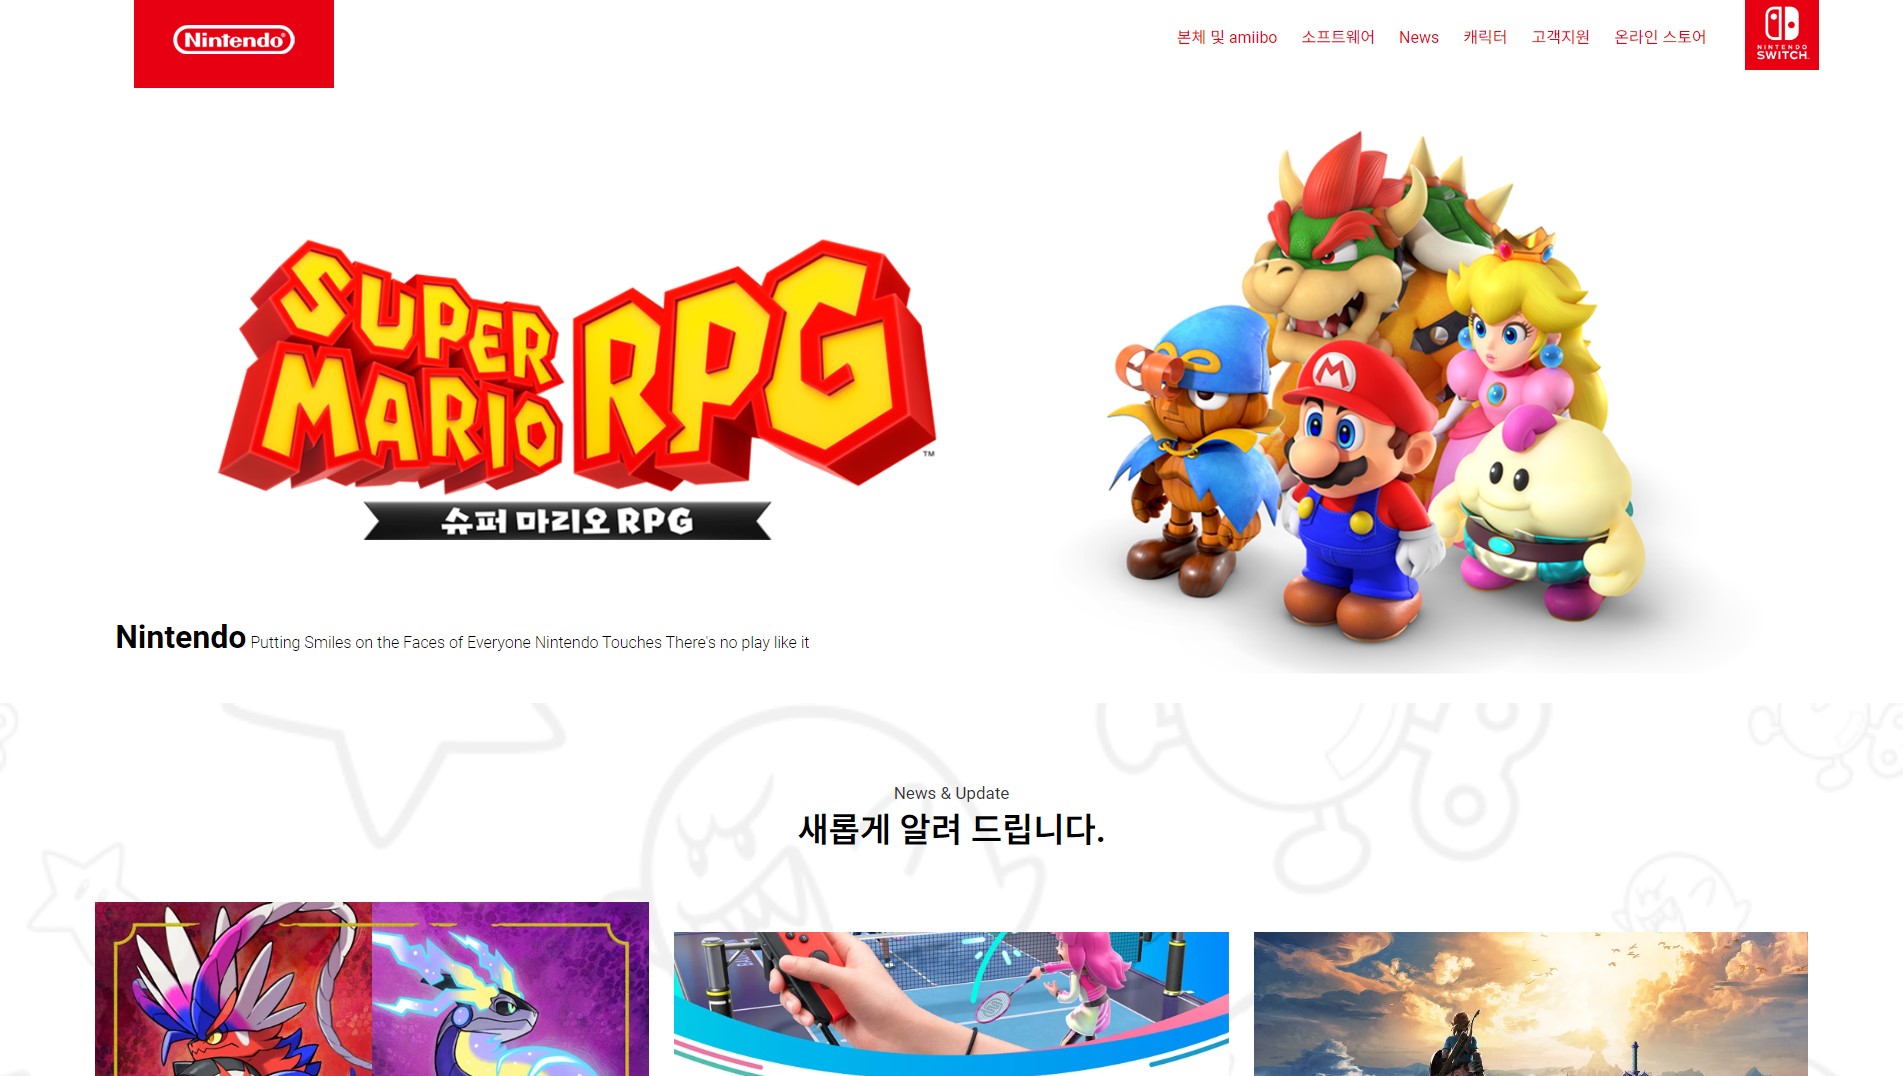 Nintendo
본체 및 amiibo 소프트웨어 News 캐릭터 고객지원 온라인 스토어
NINTENDO
SWITCH
SUPER
MARIO RPG
TM
슈퍼 마리오 RPG
M
Nintendo Putting Smiles on the Faces of Everyone Nintendo Touches There's no play like it
News & Update
새롭게 알려 드립니다.